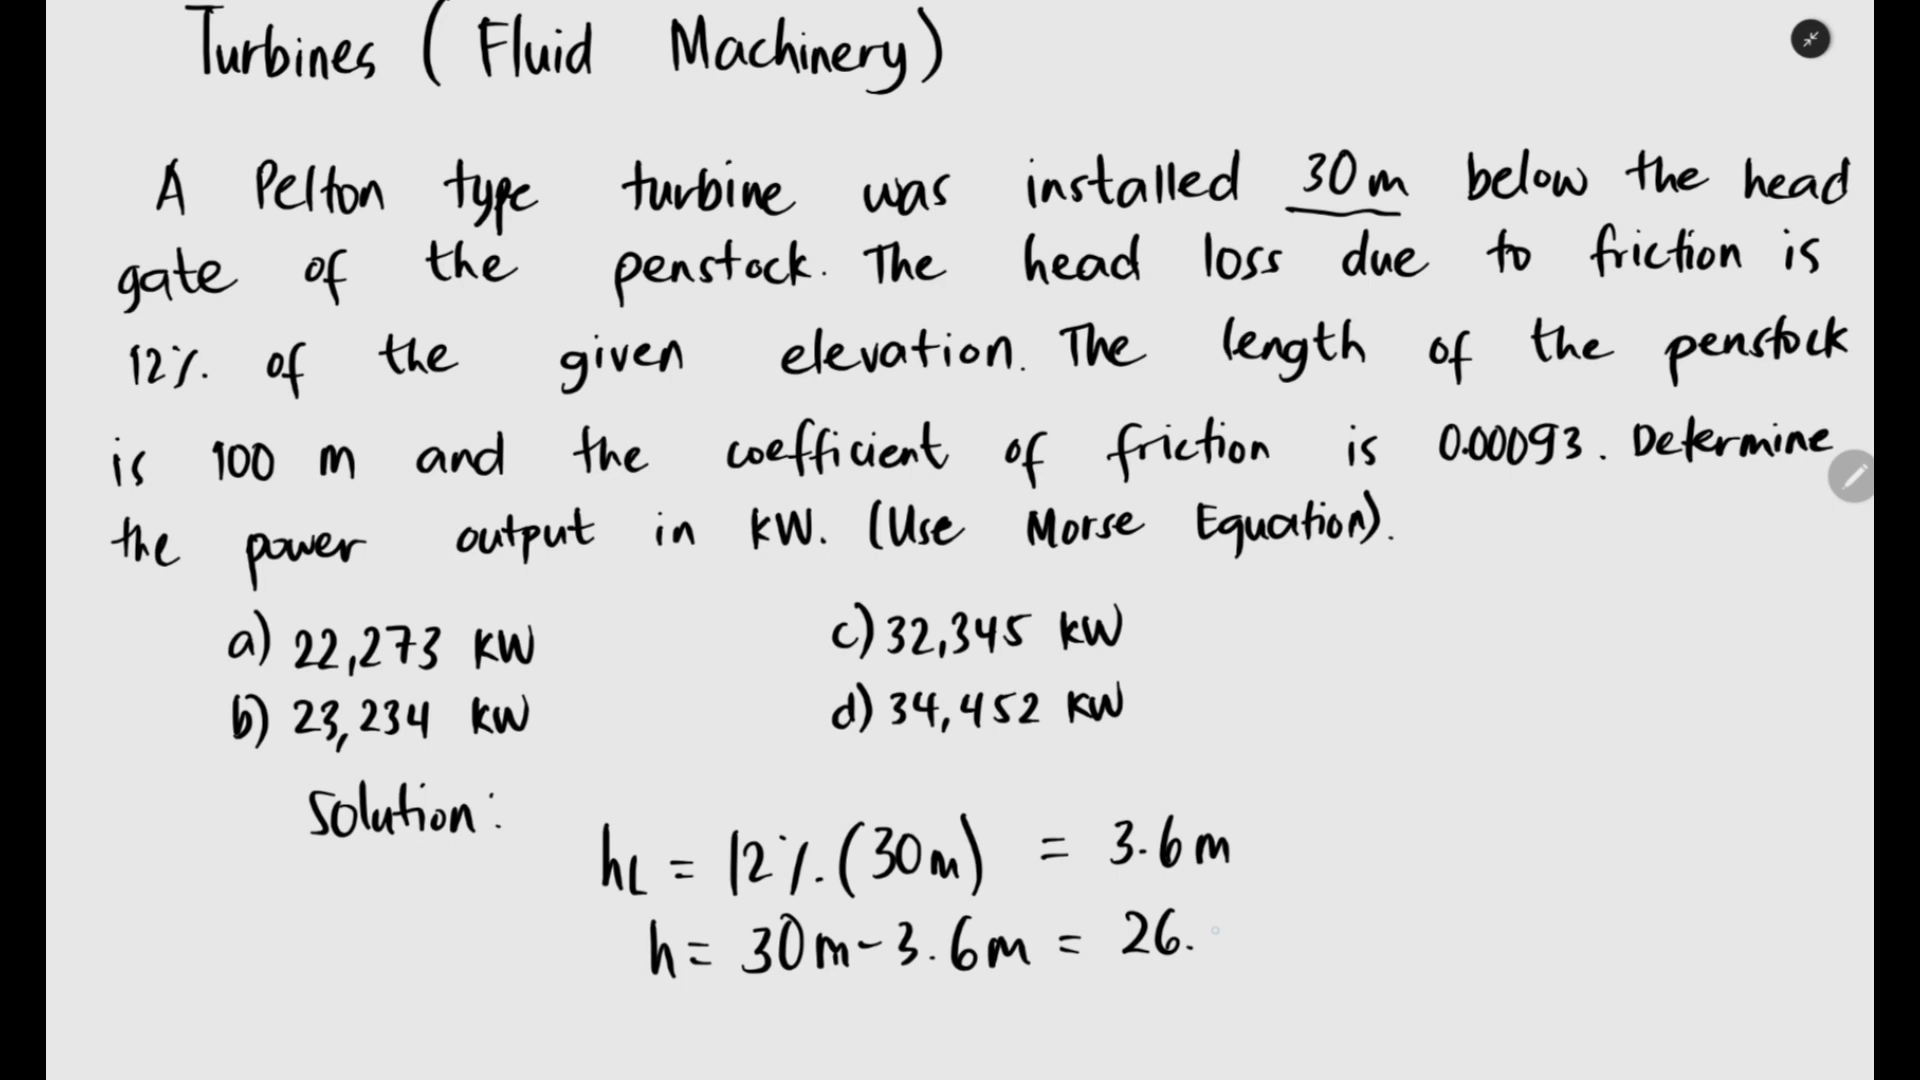 Turbines (Fluid Machinery)
A Pelton type turbine was installed 30 m below the head
gate of the penstock. The head loss due to friction is
12% of the given elevation. The length of the penstock
is 100 m and the coefficient of friction is 0.00093. Determine
the power output in kW. (Use Morse Equation).
a) 22,273 kW
c) 32,345 kW
b) 23,234 kW
d) 34,452 kW
Solution:
hL = 12% (30m) = 3.6 m
h = 30m - 3.6m = 26.